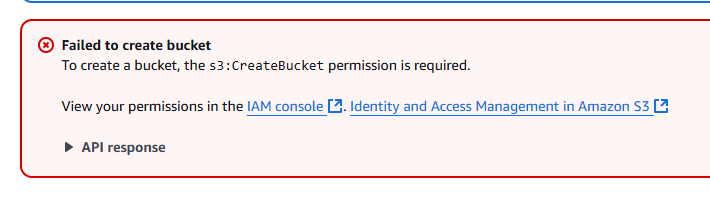 Failed to create bucket
To create a bucket, the s3:CreateBucket permission is required.
View your permissions in the IAM console. Identity and Access Management in Amazon S3
API response